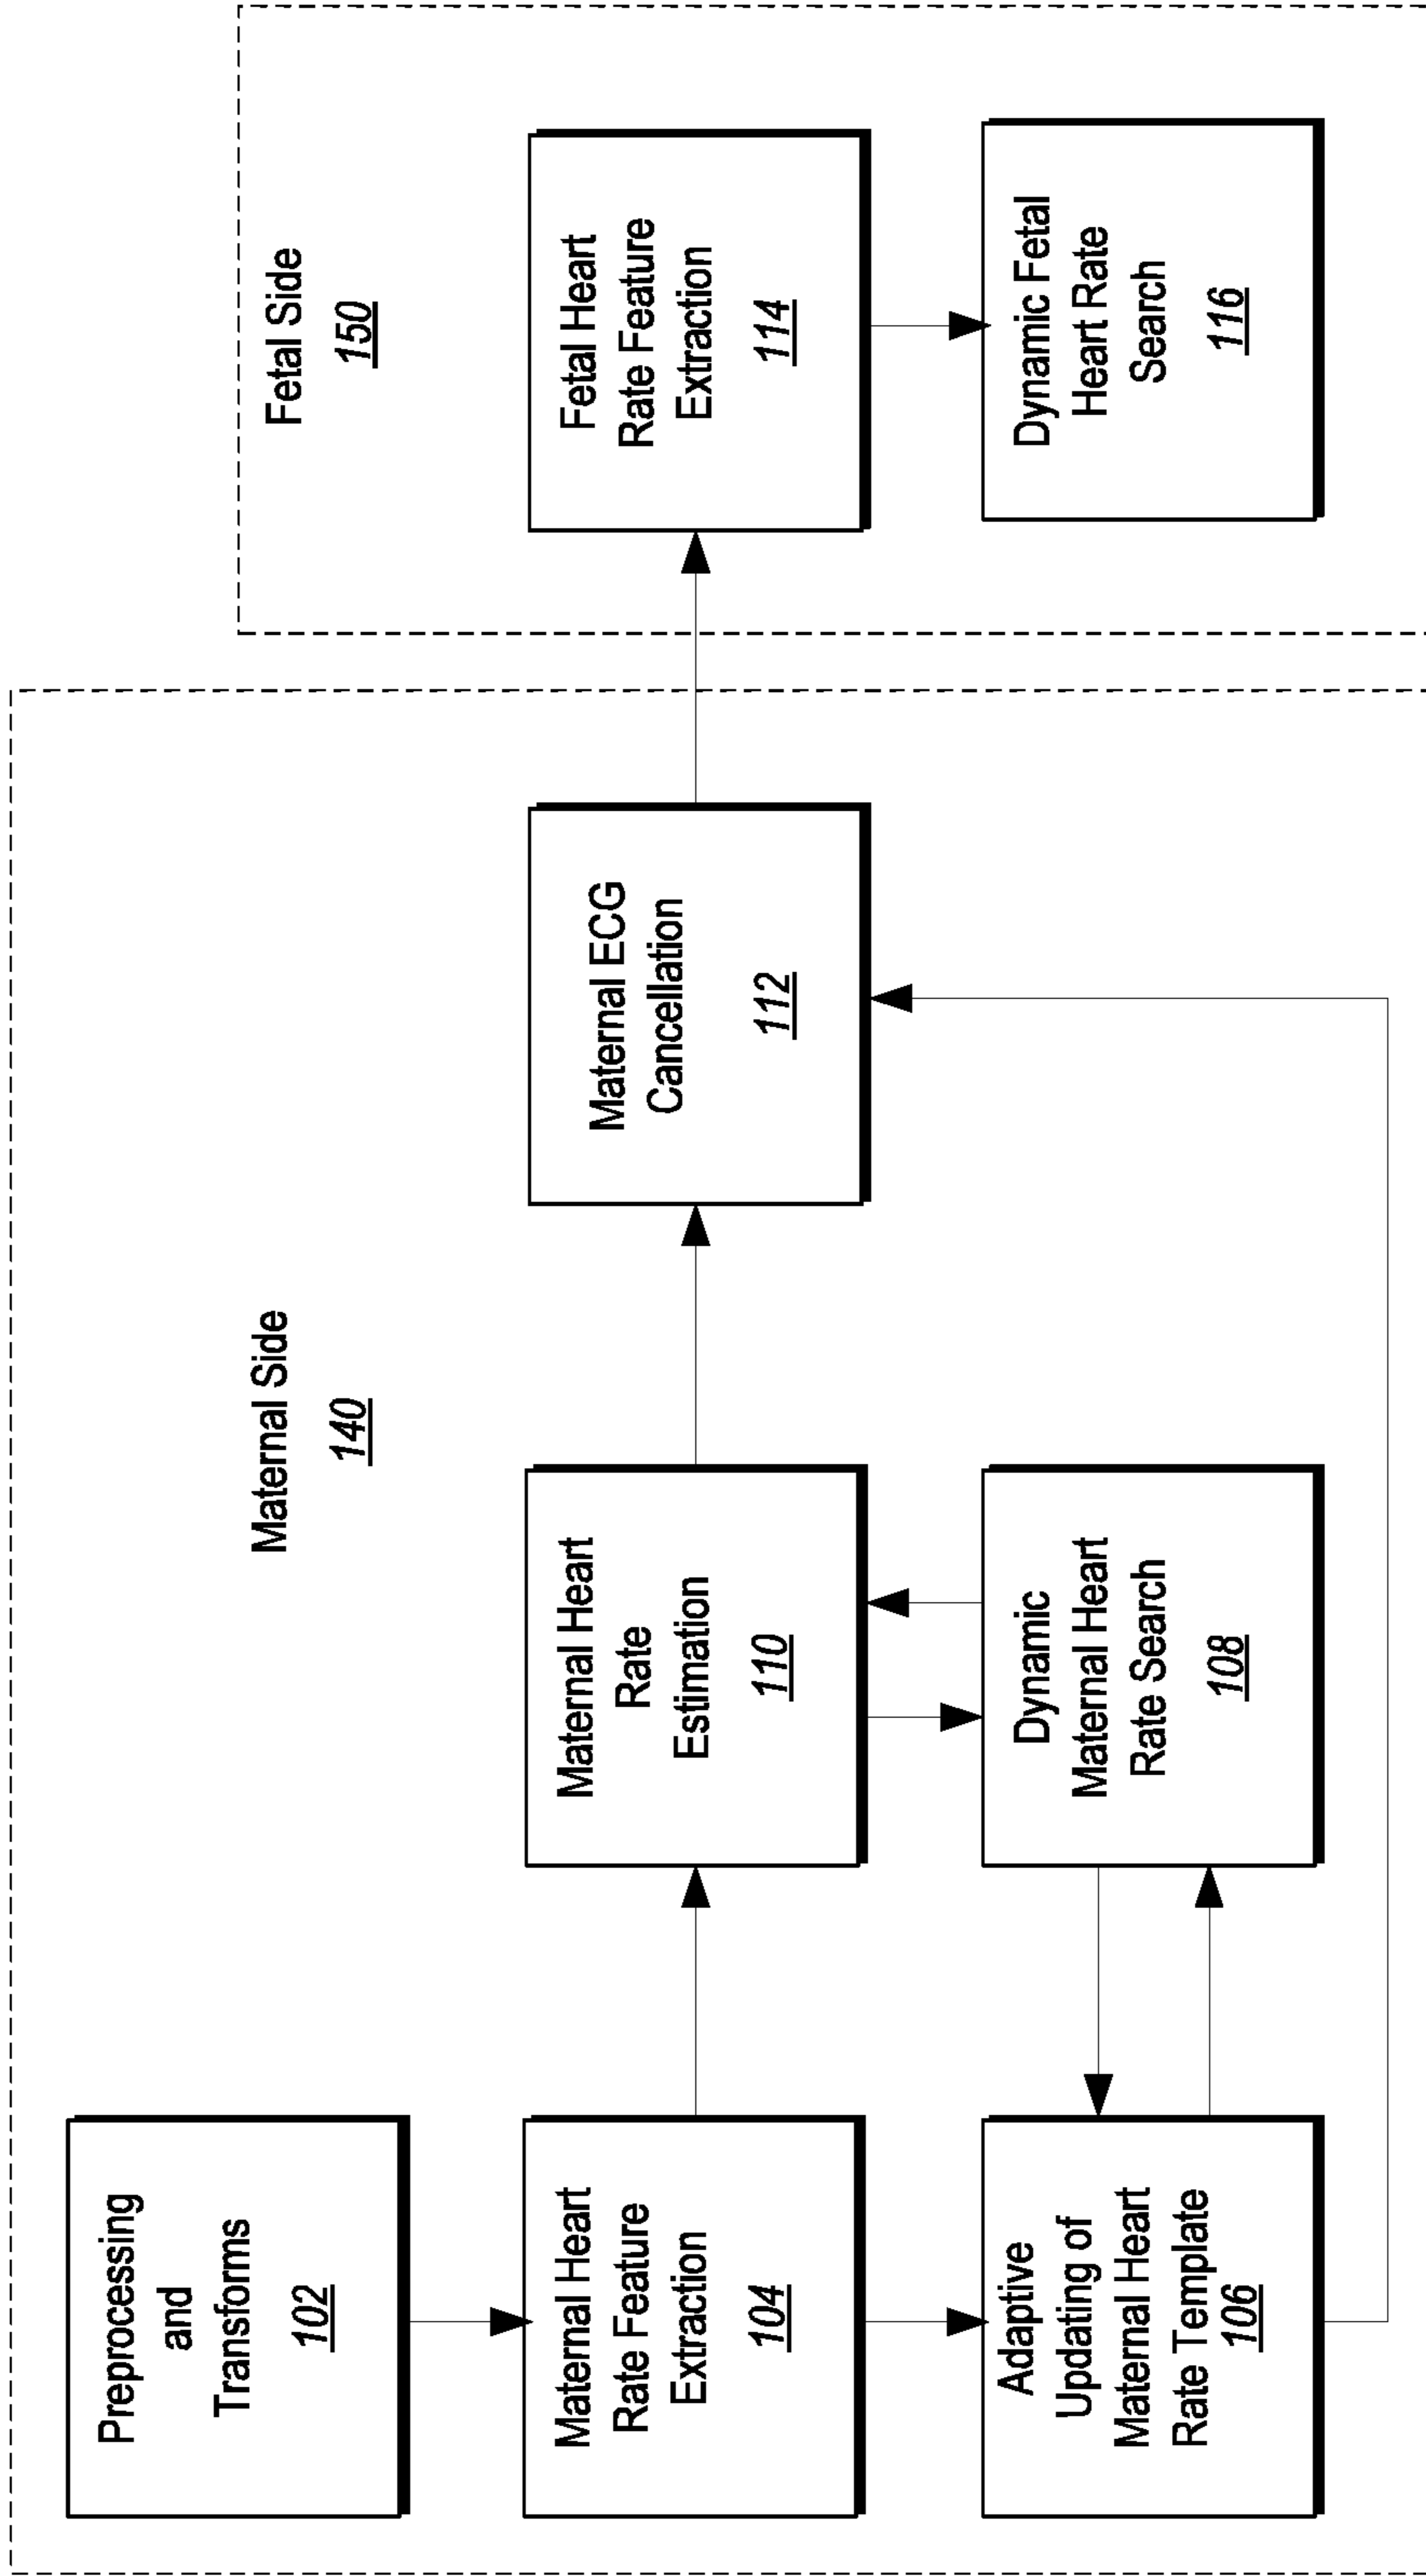 Maternal Side
140
Fetal Side
150
Preprocessing
and
Transforms
102
Maternal Heart
Rate Feature
Extraction
104
Maternal Heart
Rate
Estimation
110
Maternal ECG
Cancellation
112
Fetal Heart
Rate Feature
Extraction
114
Adaptive
Updating of
Maternal Heart
Rate Template
106
Dynamic
Maternal Heart
Rate Search
108
Dynamic Fetal
Heart Rate
Search
116